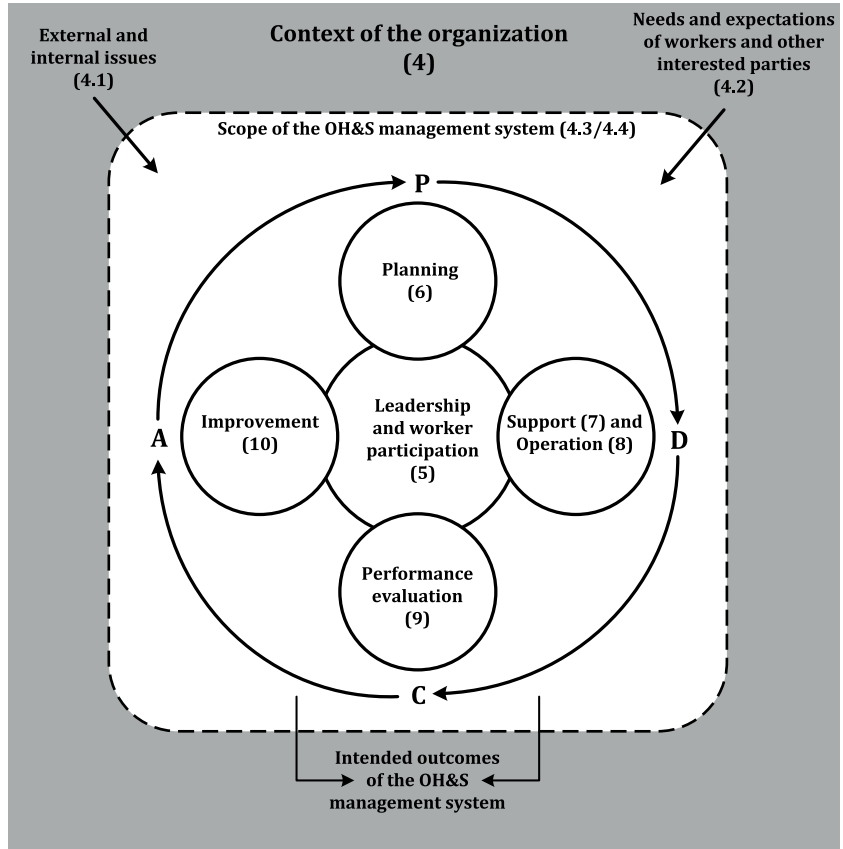 Context of the organization
(4)
External and
internal issues
(4.1)
Needs and expectations
of workers and other
interested parties
(4.2)
Scope of the OH&S management system (4.3/4.4)
P
Planning
(6)
A
Improvement
(10)
Leadership
and worker
participation
(5)
Support (7) and
Operation (8)
D
Performance
evaluation
(9)
C
Intended outcomes
of the OH&S
management system